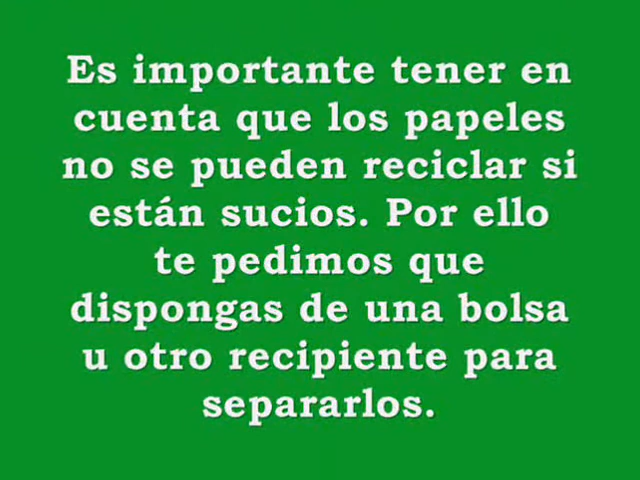 Es importante tener en
cuenta que los papeles
no se pueden reciclar si
están sucios. Por ello
te pedimos que
dispongas de una bolsa
u otro recipiente para
separarlos.